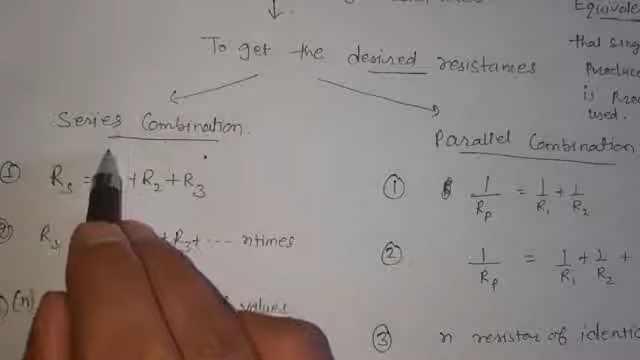 Equivale
To get the desired resistances
that sing
Produce
is
used.
Series Combination.
① Rs = + R2 + R3
② Rs + R3 + ---- n times
(n) values
Parallel Combination
① 1/Rp = 1/R1 + 1/R2
② 1/Rp = 1/R1 + 1/R2 +
③ n resistor of identic